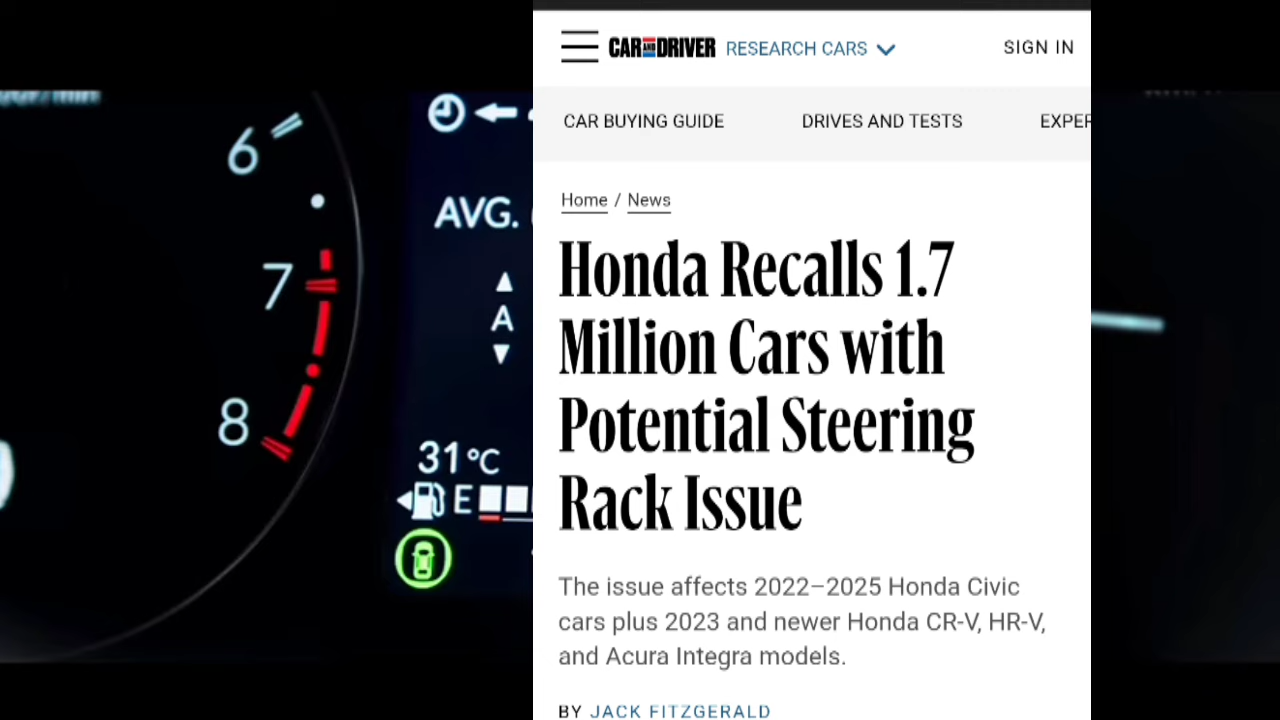 6
7
8
AVG.
A
31°C
E
CAR AND DRIVER RESEARCH CARS SIGN IN
CAR BUYING GUIDE DRIVES AND TESTS
Home / News
Honda Recalls 1.7
Million Cars with
Potential Steering
Rack Issue
The issue affects 2022–2025 Honda Civic
cars plus 2023 and newer Honda CR-V, HR-V,
and Acura Integra models.
BY JACK FITZGERALD